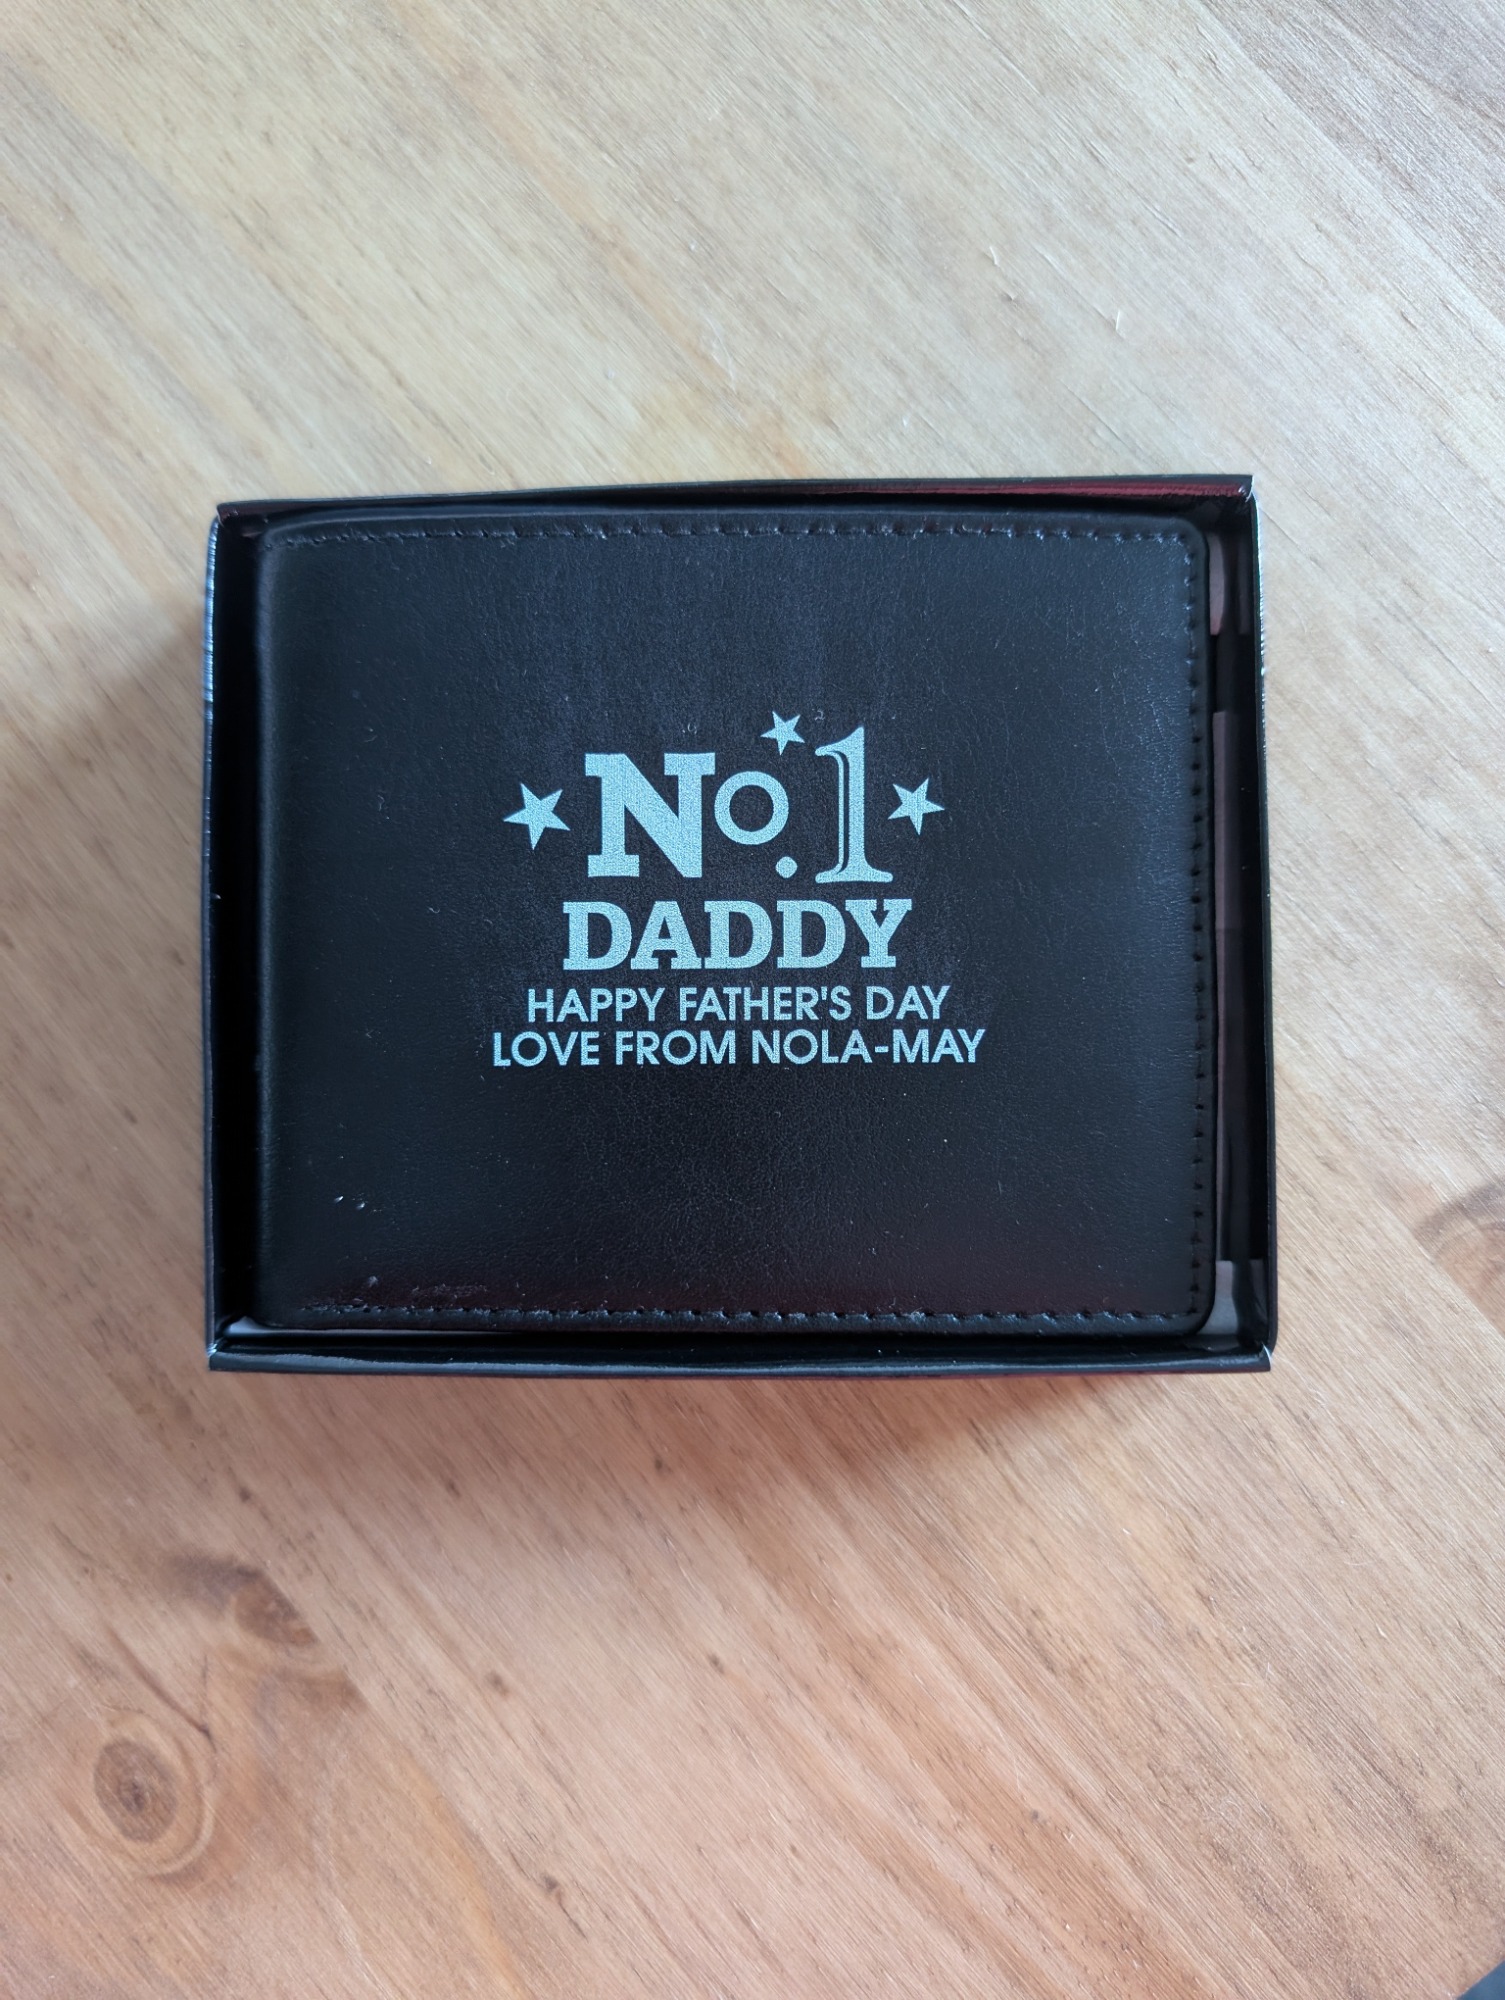 No.1
DADDY
HAPPY FATHER'S DAY
LOVE FROM NOLA-MAY